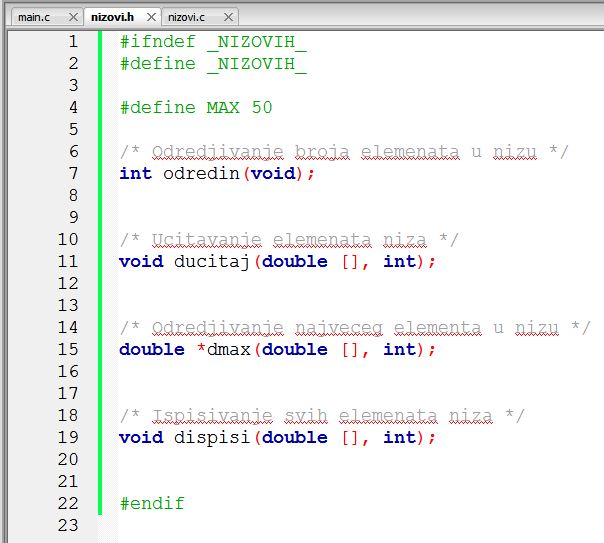 main.c nizovi.h nizovi.c
1 #ifndef _NIZOVIH_
2 #define _NIZOVIH_
3
4 #define MAX 50
5
6 /* Odredjivanje broja elemenata u nizu */
7 int odredin(void);
8
9
10 /* Ucitavanje elemenata niza */
11 void ducitaj(double [], int);
12
13
14 /* Odredjivanje najveceg elementa u nizu */
15 double *dmax(double [], int);
16
17
18 /* Ispisivanje svih elemenata niza */
19 void dispisi(double [], int);
20
21
22 #endif
23